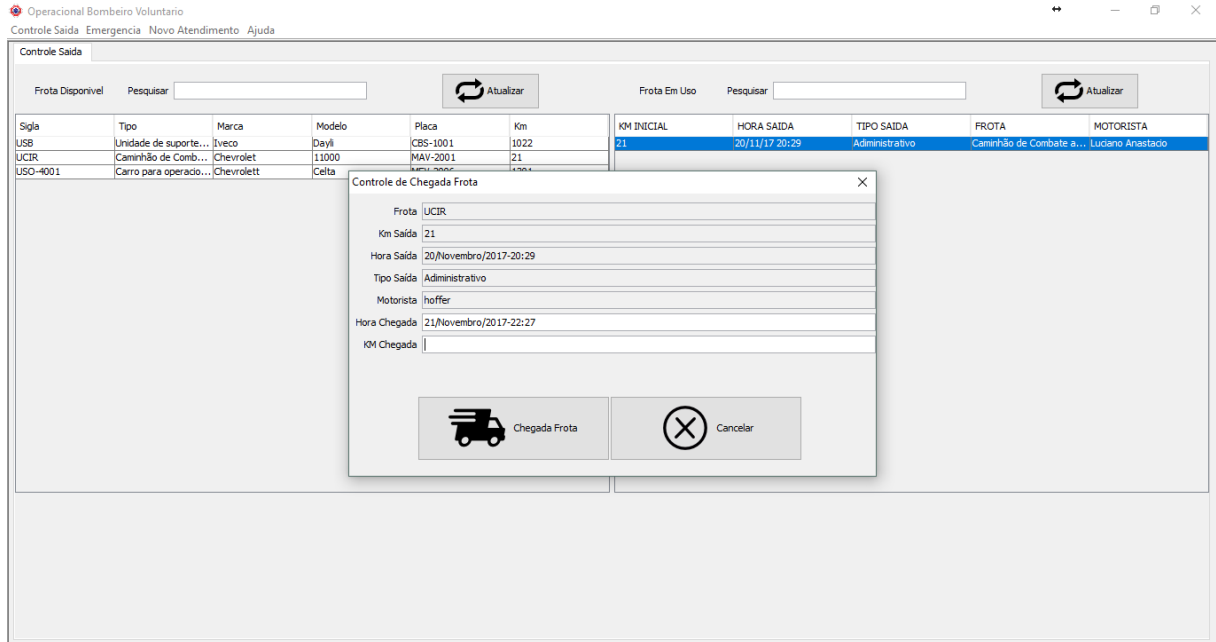 Operacional Bombeiro Voluntario
Controle Saida Emergencia Novo Atendimento Ajuda
Controle Saida
Frota Disponivel Pesquisar Atualizar Frota Em Uso Pesquisar Atualizar
Sigla Tipo Marca Modelo Placa Km KM INICIAL HORA SAIDA TIPO SAIDA FROTA MOTORISTA
USB Unidade de suporte... Iveco Dayli CBS-1001 1022 21 20/11/17 20:29 Adiministrativo Caminhão de Combate a... Luciano Anastacio
UCIR Caminhão de Comb... Chevrolet 11000 MAV-2001 21
USO-4001 Carro para operacio... Chevrolett Celta
Controle de Chegada Frota
Frota UCIR
Km Saída 21
Hora Saída 20/Novembro/2017-20:29
Tipo Saída Adiministrativo
Motorista hoffer
Hora Chegada 21/Novembro/2017-22:27
KM Chegada
Chegada Frota Cancelar